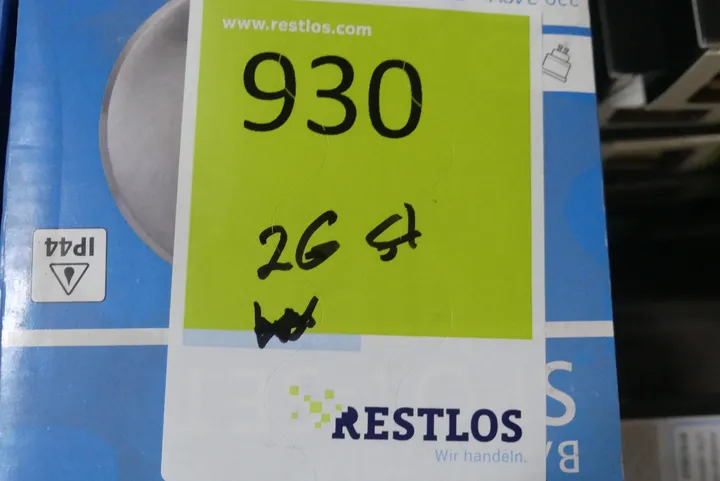 www.restlos.com
930
26 St
RESTLOS
Wir handeln.
IP44